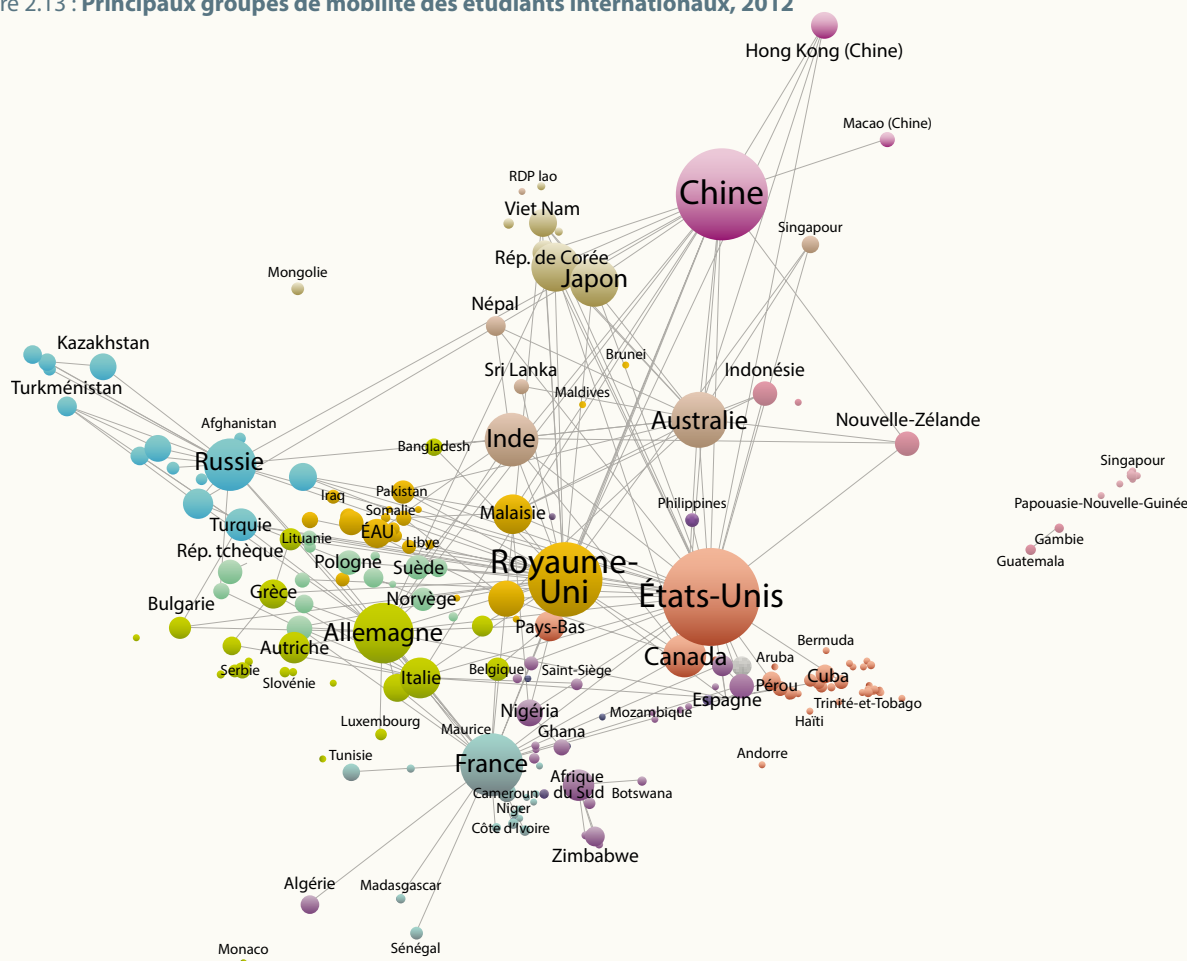 re 2.13 : Principaux groupes de mobilité des étudiants internationaux, 2012
Hong Kong (Chine)
Macao (Chine)
RDP lao
Chine
Viet Nam
Singapour
Rép. de Corée
Mongolie
Japon
Népal
Kazakhstan
Brunei
Sri Lanka
Indonésie
Turkménistan
Maldives
Afghanistan
Australie
Nouvelle-Zélande
Bangladesh
Inde
Russie
Singapour
Iraq
Pakistan
Papouasie-Nouvelle-Guinée
Somalie
Malaisie
Philippines
Turquie
ÉAU
Lituanie
Libye
Gambie
Rép. tchèque
Pologne
Suède
Royaume-
Uni
Guatemala
Grèce
Norvège
États-Unis
Bulgarie
Allemagne
Pays-Bas
Autriche
Bermuda
Canada
Aruba
Serbie
Slovénie
Italie
Belgique
Saint-Siège
Pérou
Cuba
Espagne
Trinité-et-Tobago
Luxembourg
Nigéria
Mozambique
Haïti
Maurice
Ghana
Tunisie
France
Andorre
Afrique
du Sud
Cameroun
Botswana
Niger
Côte d'Ivoire
Zimbabwe
Algérie
Madagascar
Monaco
Sénégal